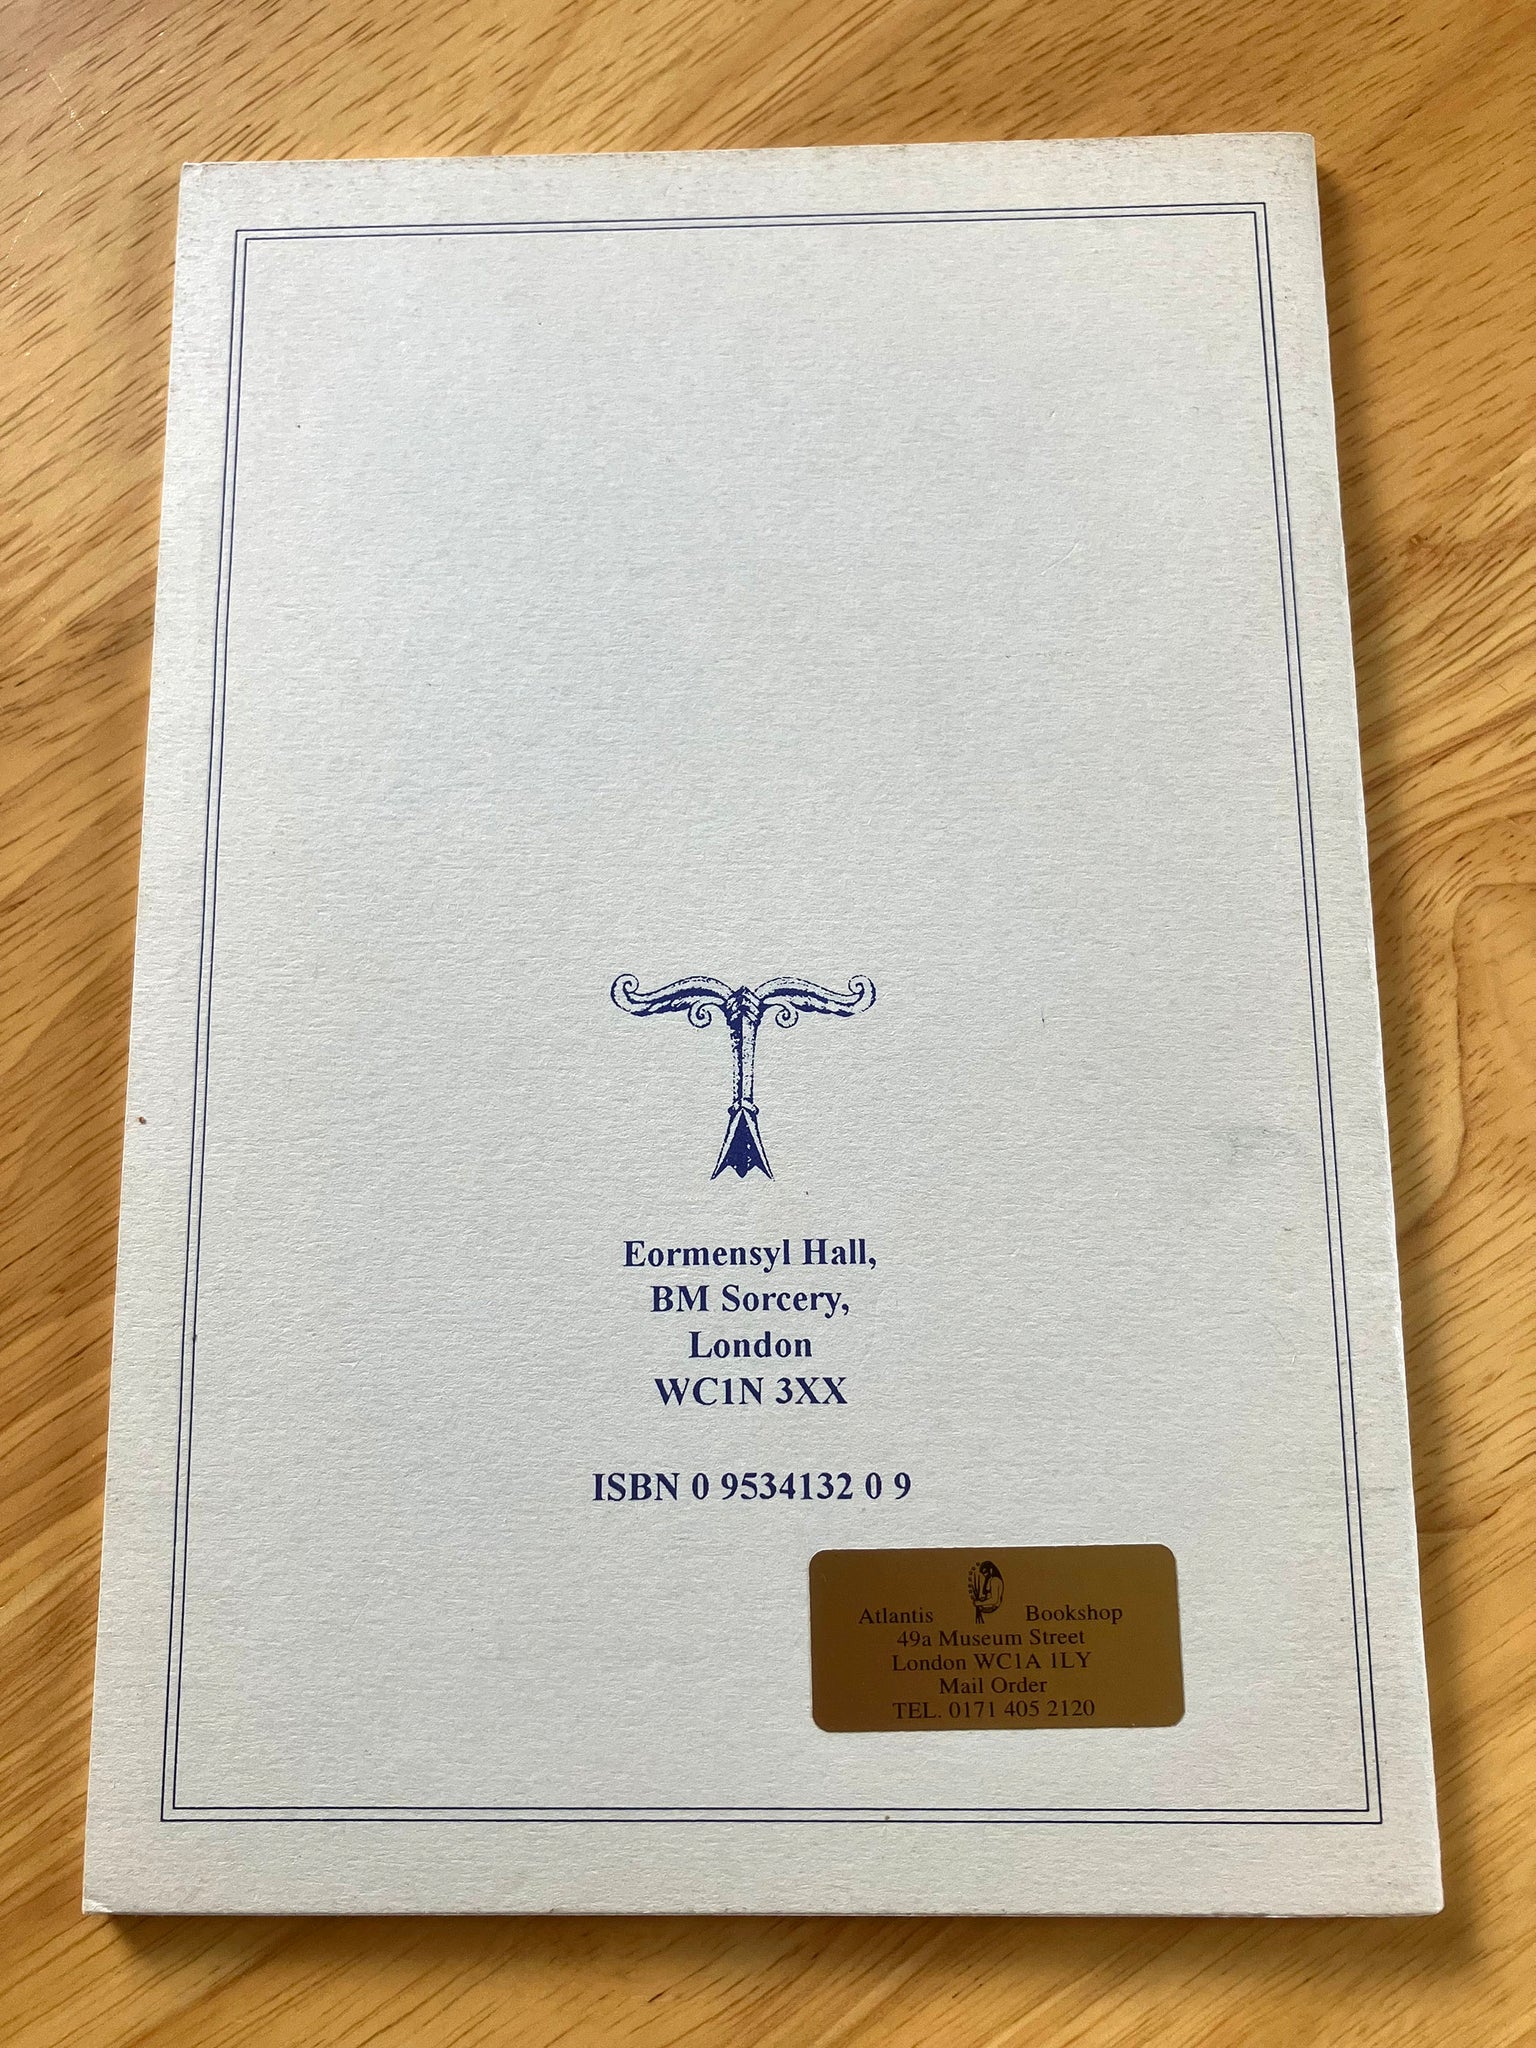 Eormensyl Hall,
BM Sorcery,
London
WC1N 3XX
ISBN 0 9534132 0 9
Atlantis Bookshop
49a Museum Street
London WC1A 1LY
Mail Order
TEL. 0171 405 2120